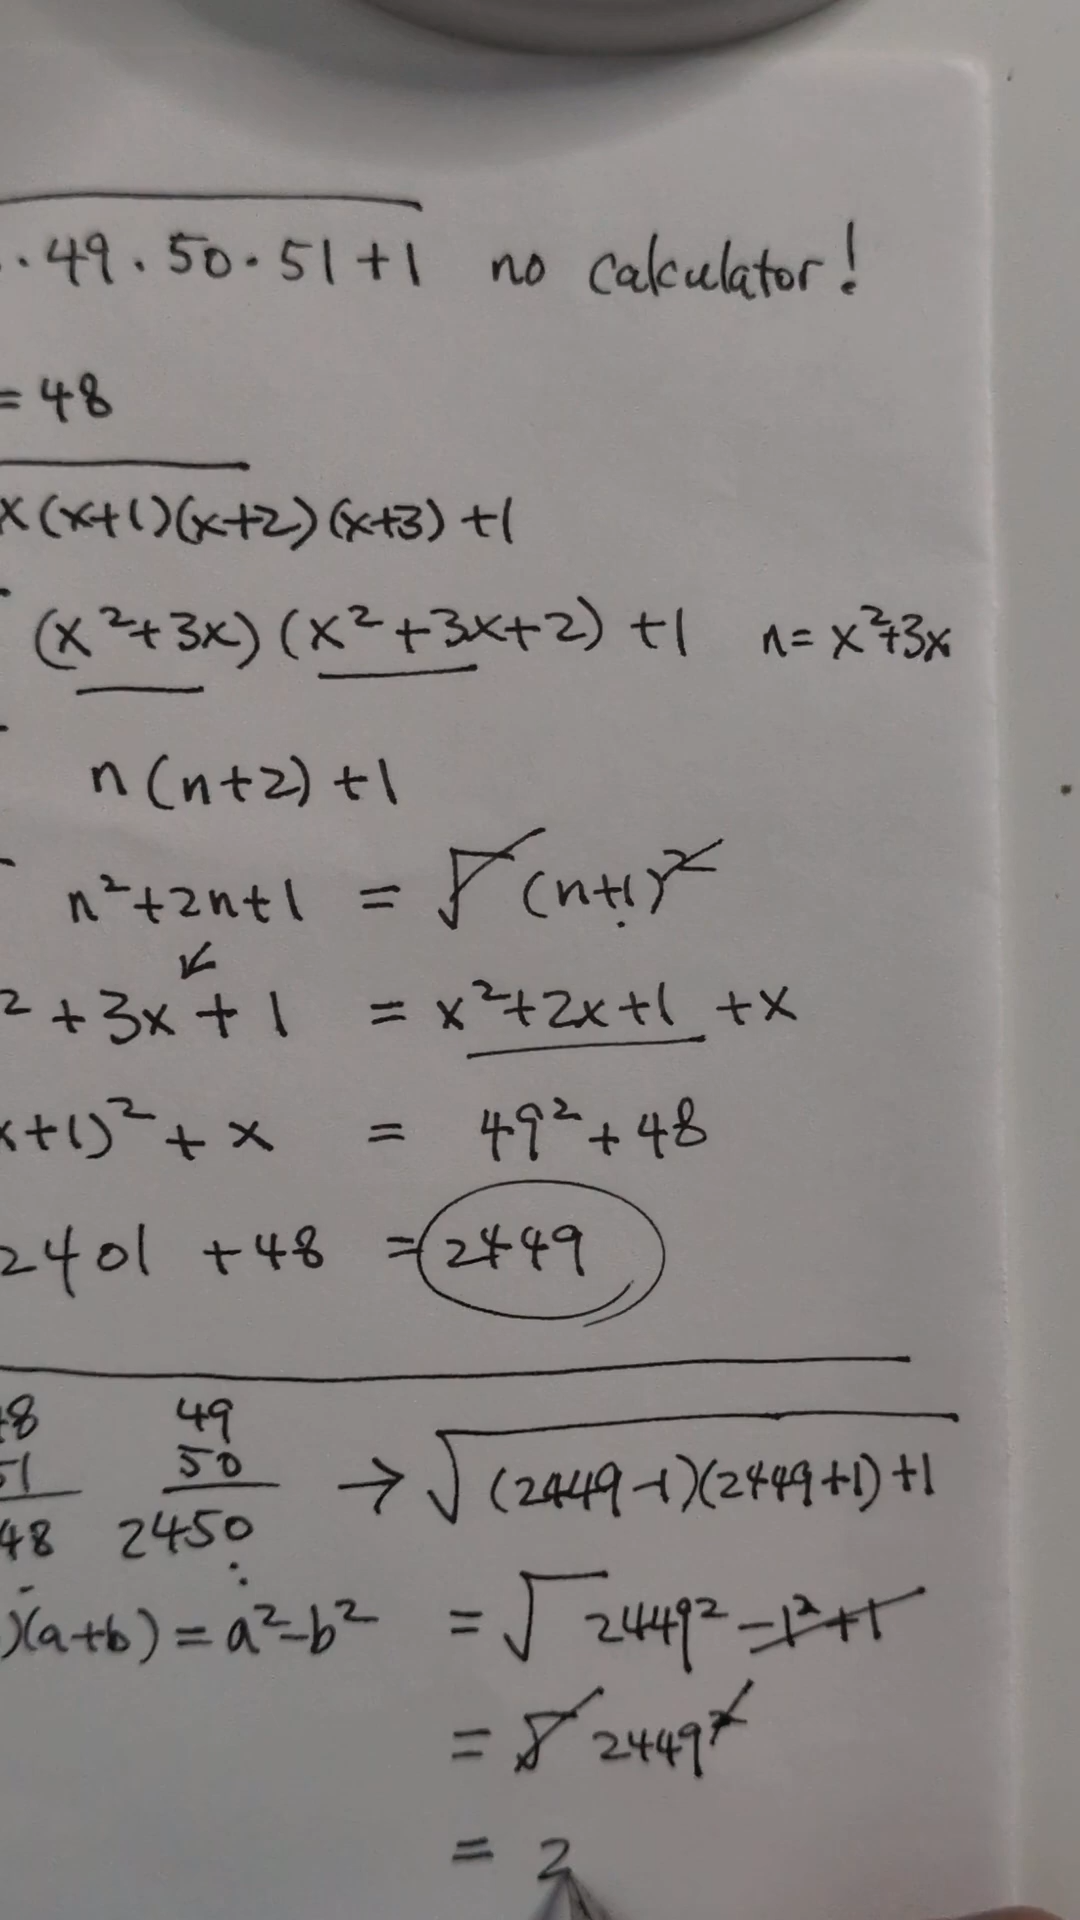 . . 49 . 50 . 51 + 1 no calculator!
= 48
x (x+1)(x+2)(x+3) + 1
(x²+3x)(x²+3x+2) + 1 n = x²+3x
n (n+2) + 1
n²+2n+1 = √(n+1)²
² + 3x + 1 = x²+2x+1 + x
x+1)² + x = 49² + 48
2401 + 48 = 2449
48 49
51 50
48 2450 → √(2449-1)(2449+1)+1
)(a+b) = a²-b² = √2449² - 1² + 1
= √2449²
= 2